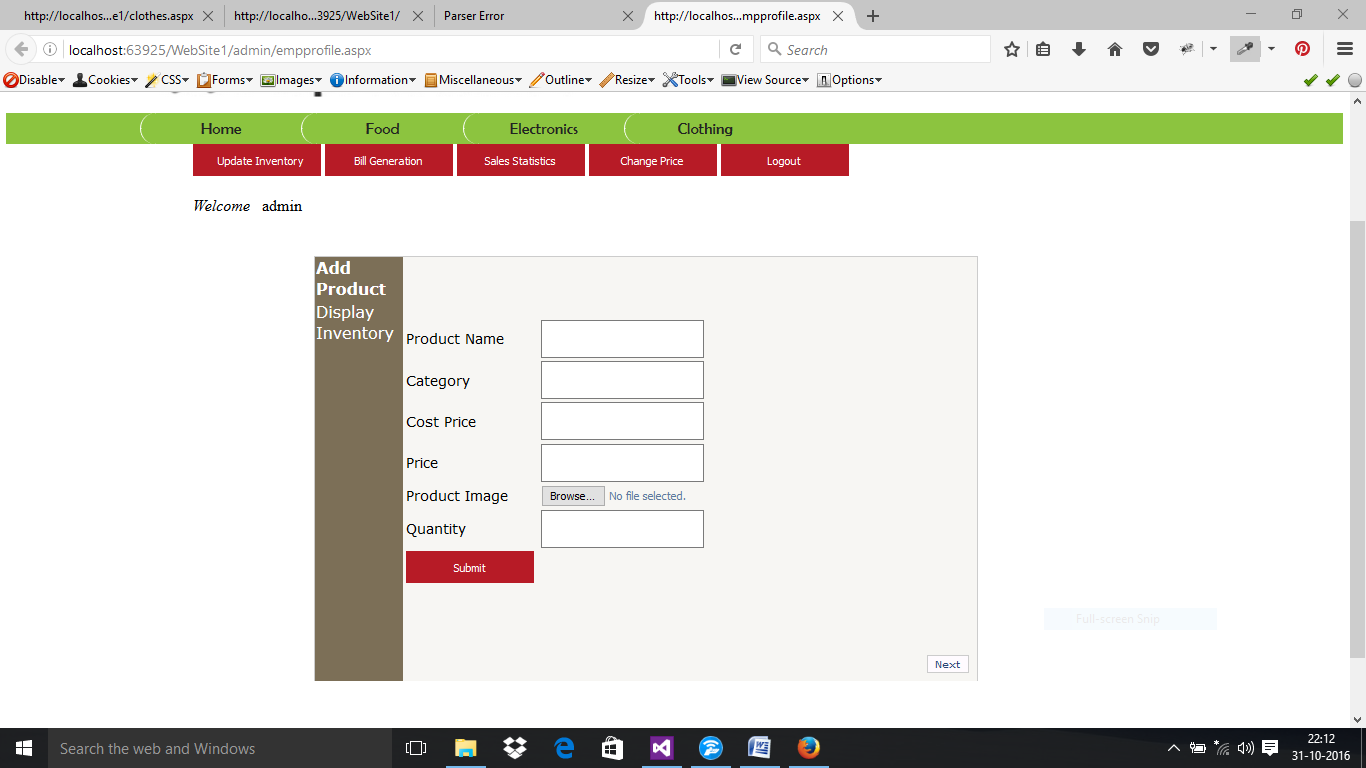 http://localhos...e1/clothes.aspx
http://localho...3925/WebSite1/
Parser Error
http://localhos...mpprofile.aspx
localhost:63925/WebSite1/admin/empprofile.aspx
Search
Disable Cookies CSS Forms Images Information Miscellaneous Outline Resize Tools View Source Options
Home Food Electronics Clothing
Update Inventory Bill Generation Sales Statistics Change Price Logout
Welcome admin
Add
Product
Display
Inventory
Product Name
Category
Cost Price
Price
Product Image Browse... No file selected.
Quantity
Submit
Full-screen Snip
Next
Search the web and Windows
22:12
31-10-2016